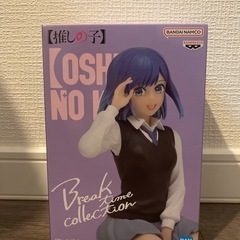 【推しの子】
BANDAI NAMCO
【OSHI
NO K
Break
time
collection